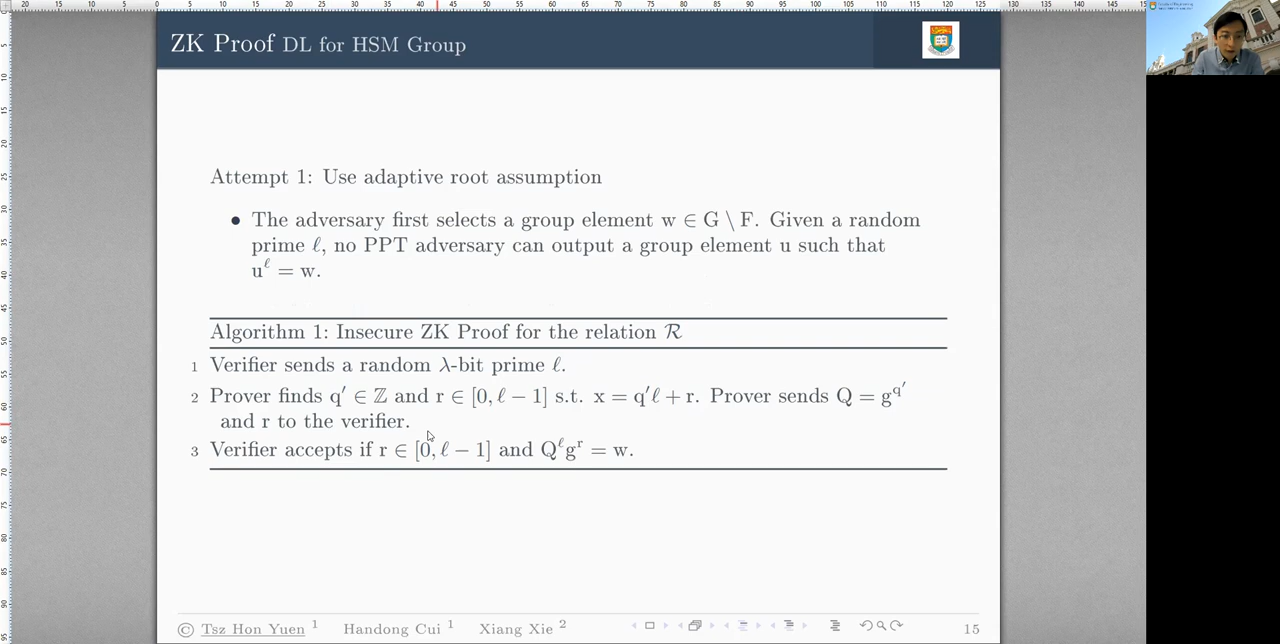 ZK Proof DL for HSM Group
Attempt 1: Use adaptive root assumption
• The adversary first selects a group element w ∈ G \ F. Given a random
prime ℓ, no PPT adversary can output a group element u such that
u^ℓ = w.
Algorithm 1: Insecure ZK Proof for the relation ℛ
1 Verifier sends a random λ-bit prime ℓ.
2 Prover finds q′ ∈ ℤ and r ∈ [0, ℓ − 1] s.t. x = q′ℓ + r. Prover sends Q = g^q′
and r to the verifier.
3 Verifier accepts if r ∈ [0, ℓ − 1] and Q^ℓ g^r = w.
© Tsz Hon Yuen ¹ Handong Cui ¹ Xiang Xie ² 15